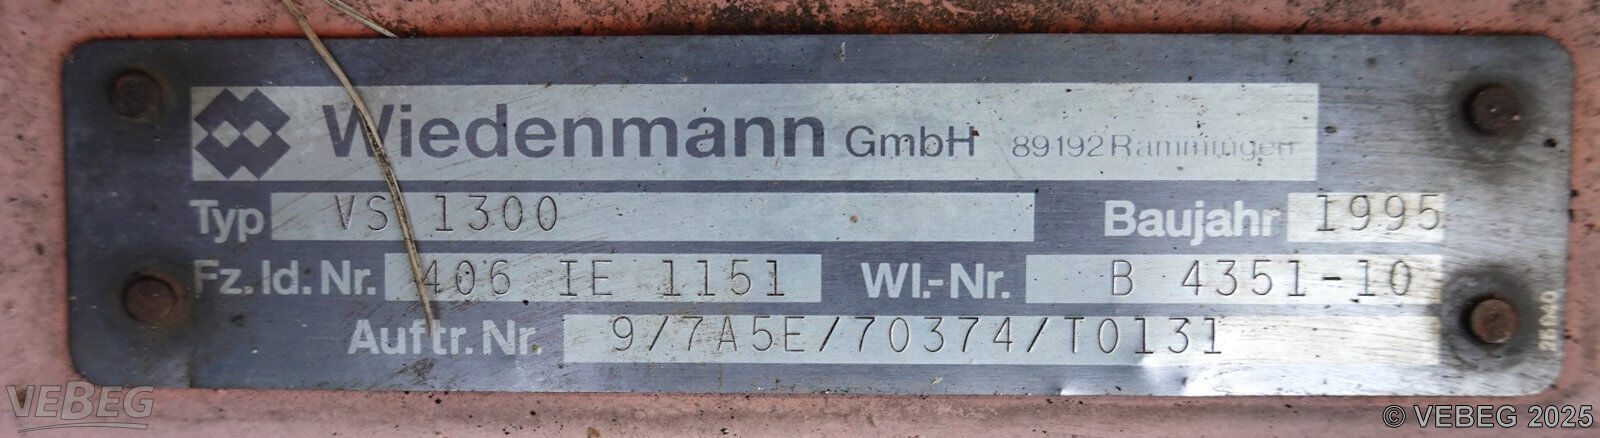 Wiedenmann GmbH 89192 Rammingen
Typ VS 1300 Baujahr 1995
Fz.Id.Nr. 406 IE 1151 Wl.-Nr. B 4351-10
Auftr.Nr. 9/7A5E/70374/T0131
VEBEG
© VEBEG 2025